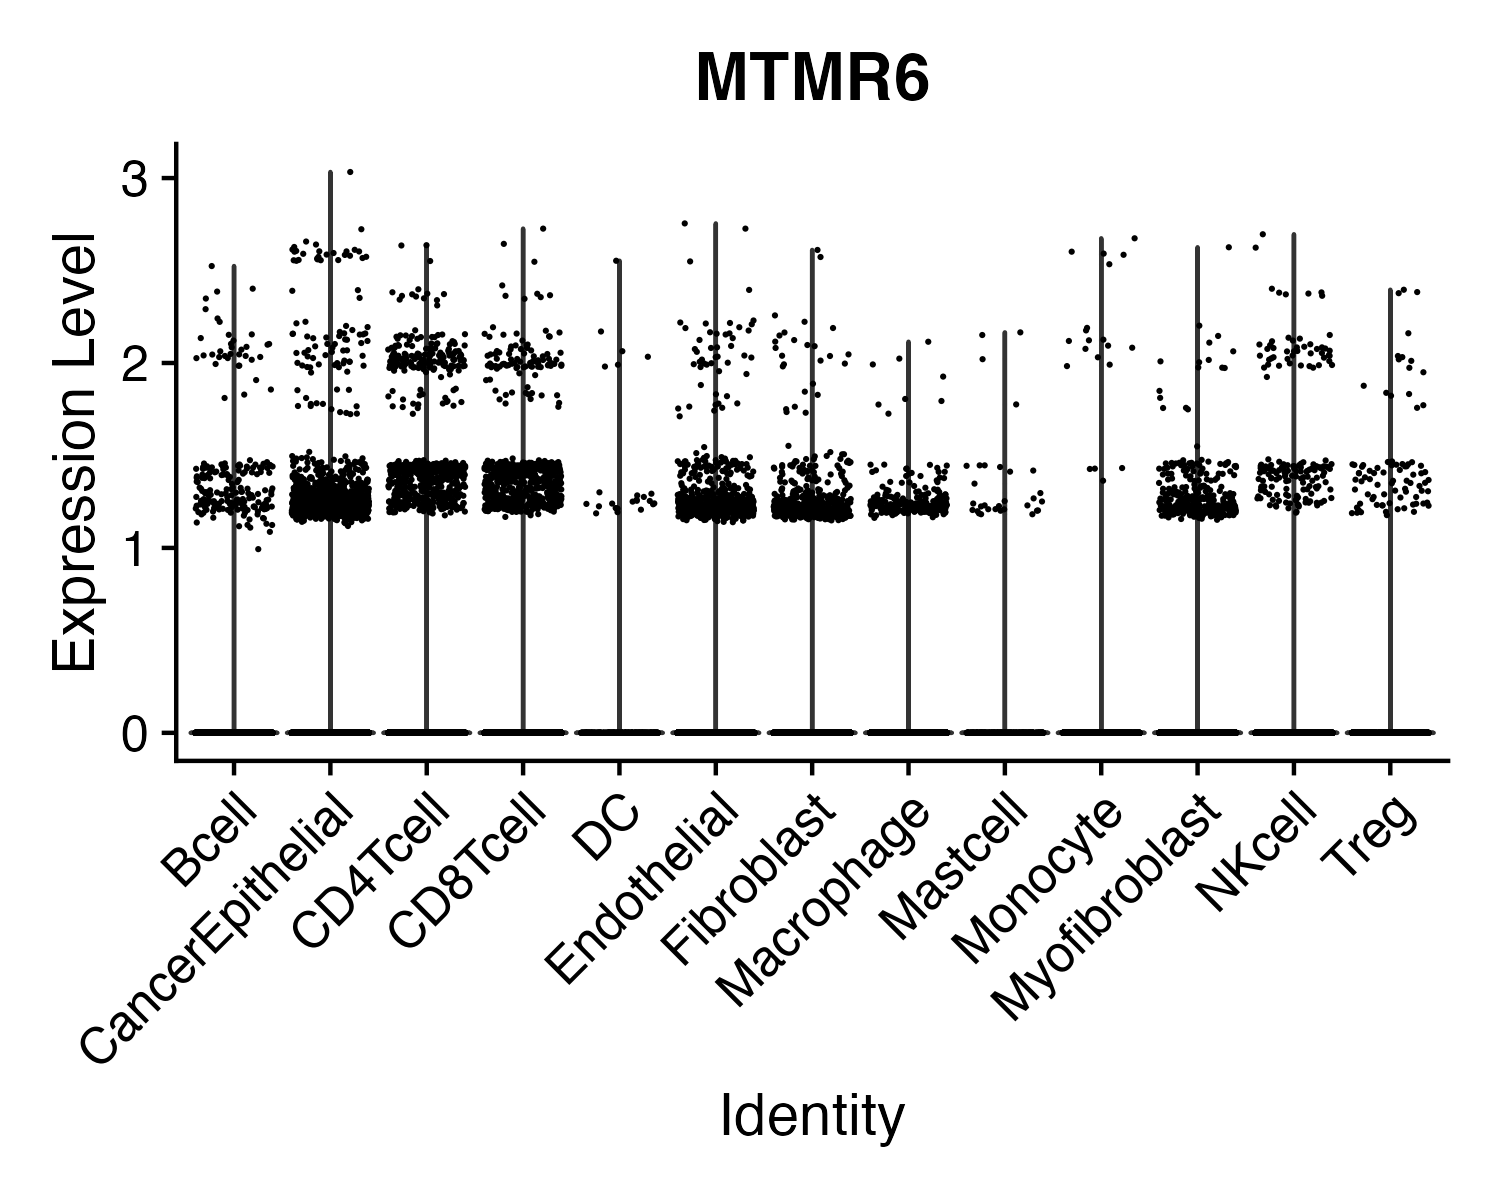 MTMR6
Expression Level
3
2
1
0
Bcell
CancerEpithelial
CD4Tcell
CD8Tcell
DC
Endothelial
Fibroblast
Macrophage
Mastcell
Monocyte
Myofibroblast
NKcell
Treg
Identity